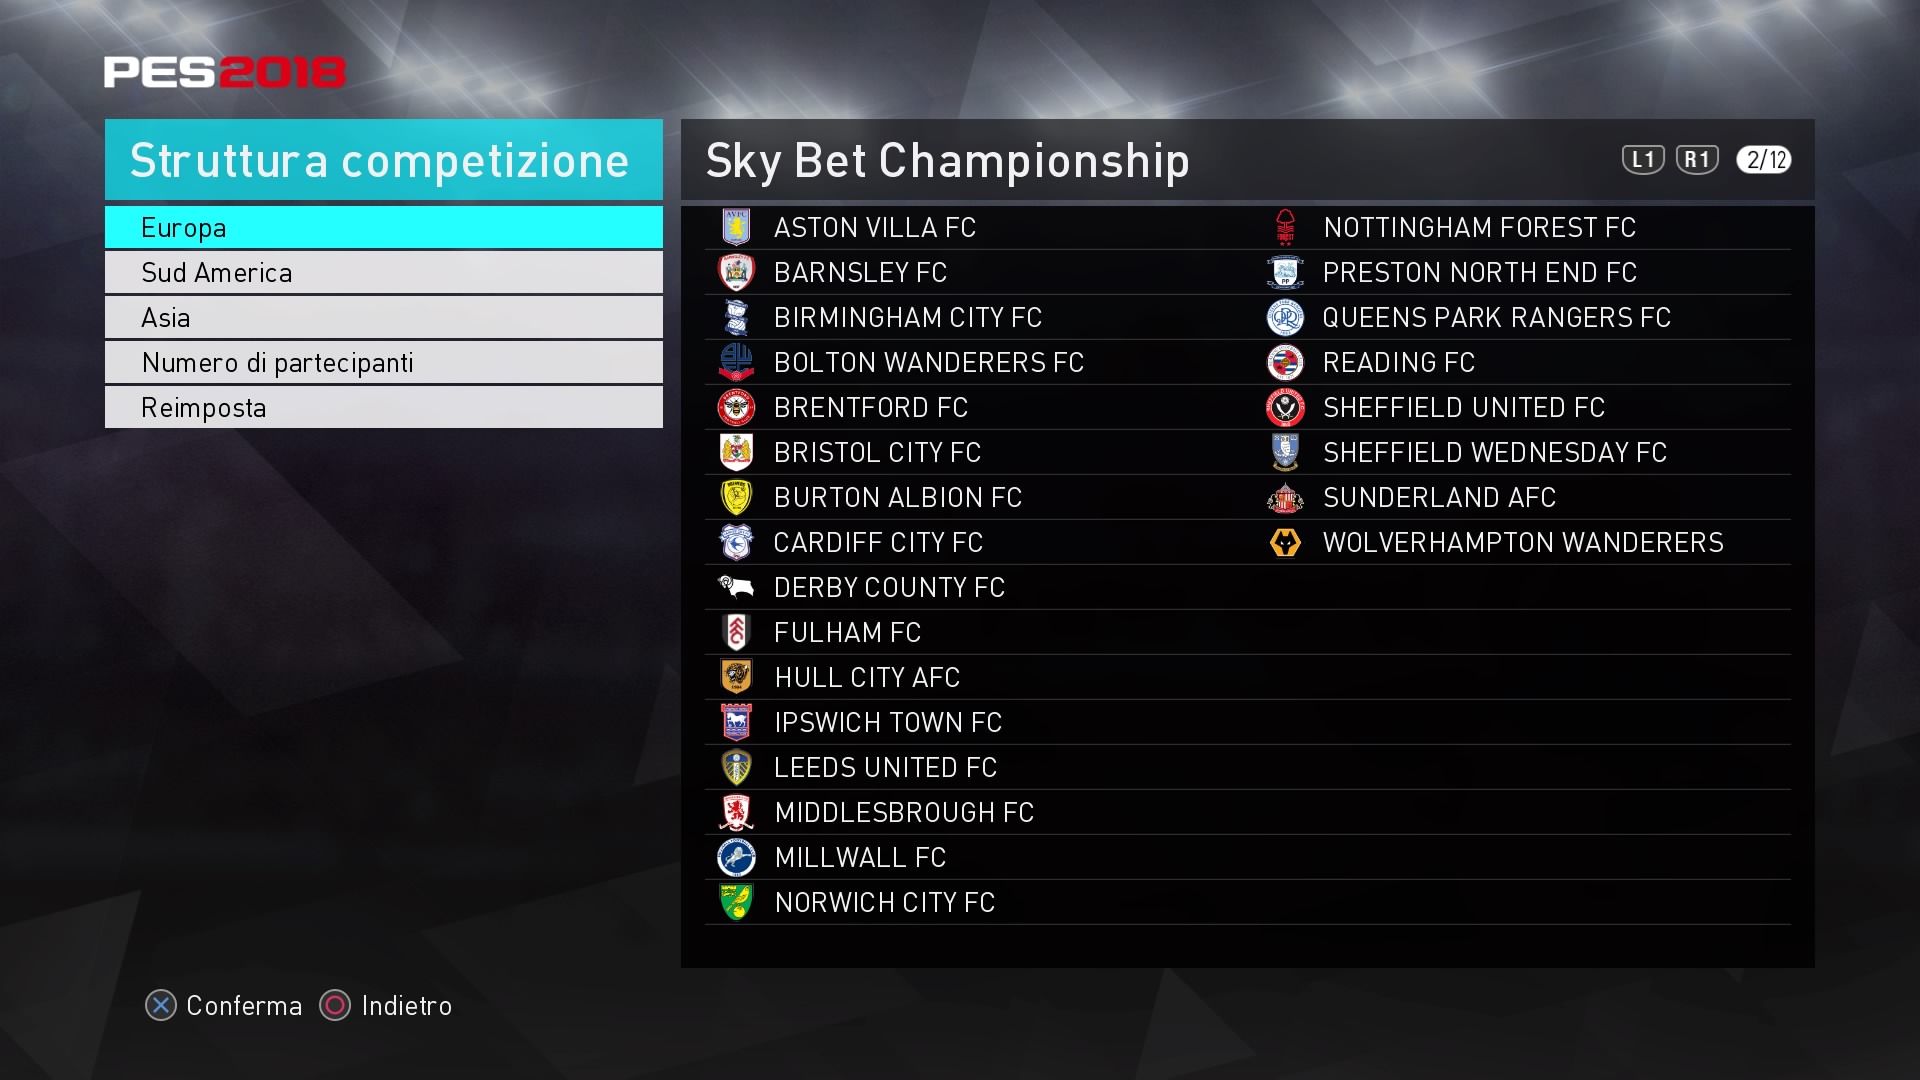 PES2018
Struttura competizione
Europa
Sud America
Asia
Numero di partecipanti
Reimposta
Sky Bet Championship
L1 R1 2/12
ASTON VILLA FC
BARNSLEY FC
BIRMINGHAM CITY FC
BOLTON WANDERERS FC
BRENTFORD FC
BRISTOL CITY FC
BURTON ALBION FC
CARDIFF CITY FC
DERBY COUNTY FC
FULHAM FC
HULL CITY AFC
IPSWICH TOWN FC
LEEDS UNITED FC
MIDDLESBROUGH FC
MILLWALL FC
NORWICH CITY FC
NOTTINGHAM FOREST FC
PRESTON NORTH END FC
QUEENS PARK RANGERS FC
READING FC
SHEFFIELD UNITED FC
SHEFFIELD WEDNESDAY FC
SUNDERLAND AFC
WOLVERHAMPTON WANDERERS
Conferma Indietro